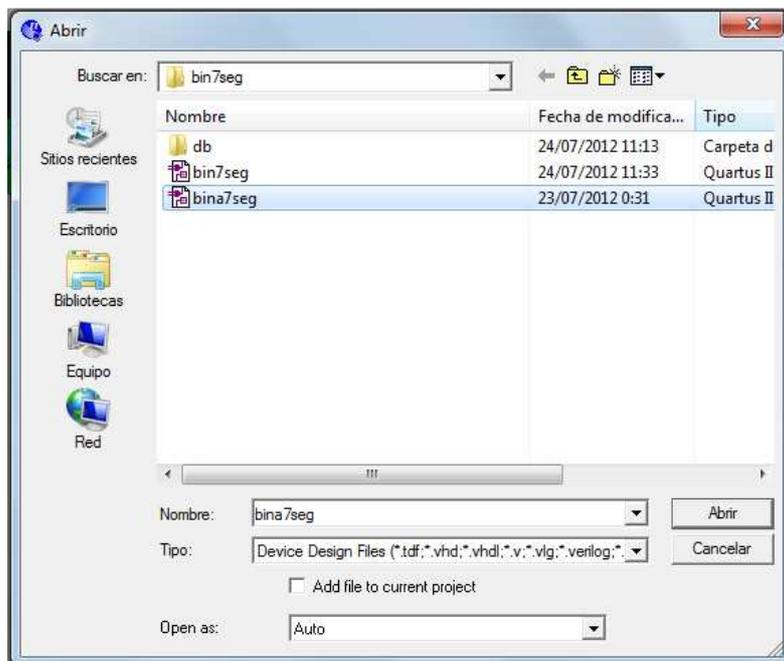 Abrir
Buscar en: bin7seg
Nombre Fecha de modifica... Tipo
db 24/07/2012 11:13 Carpeta d
bin7seg 24/07/2012 11:33 Quartus II
bina7seg 23/07/2012 0:31 Quartus II
Sitios recientes
Escritorio
Bibliotecas
Equipo
Red
Nombre: bina7seg Abrir
Tipo: Device Design Files (*.tdf;*.vhd;*.vhdl;*.v;*.vlg;*.verilog;*. Cancelar
Add file to current project
Open as: Auto